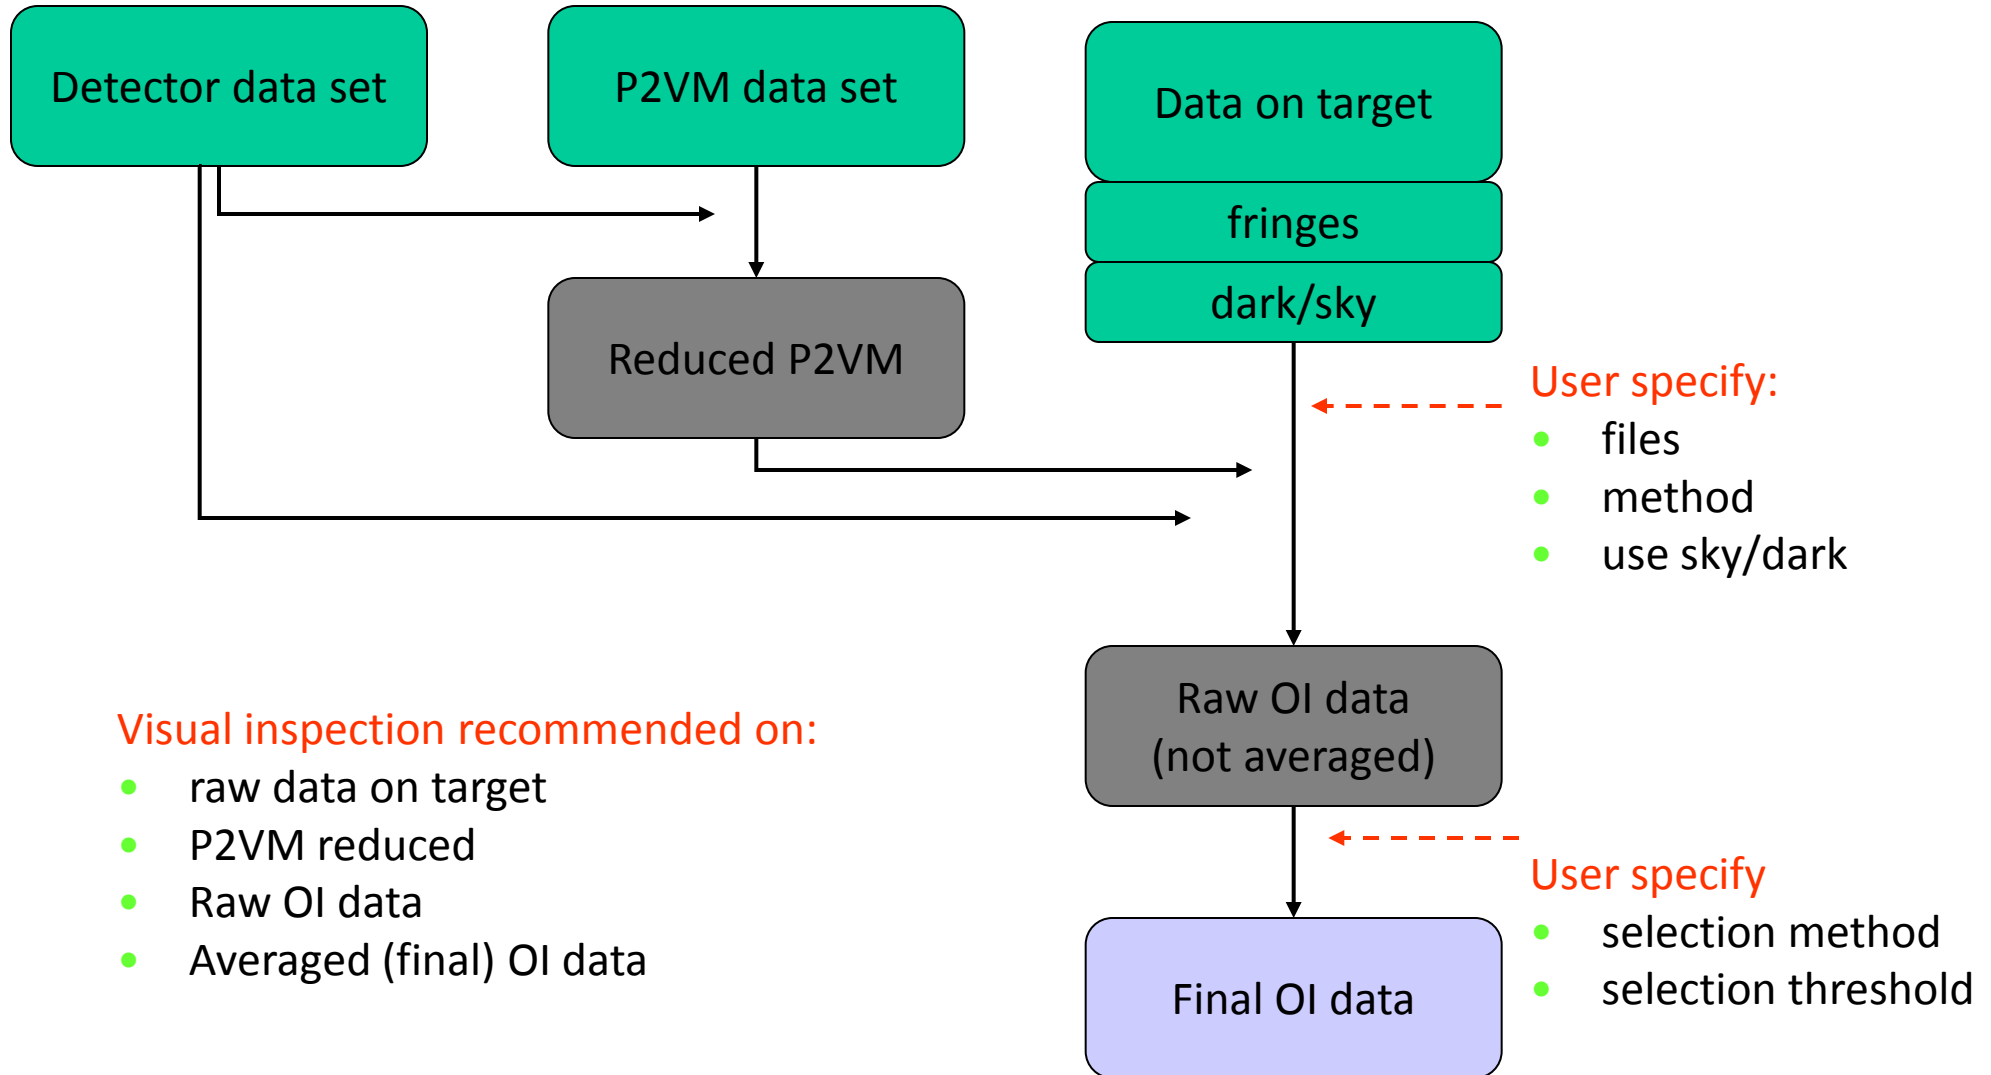 Detector data set
P2VM data set
Data on target
fringes
dark/sky
Reduced P2VM
User specify:
• files
• method
• use sky/dark
Raw OI data
(not averaged)
Visual inspection recommended on:
• raw data on target
• P2VM reduced
• Raw OI data
• Averaged (final) OI data
User specify
• selection method
• selection threshold
Final OI data